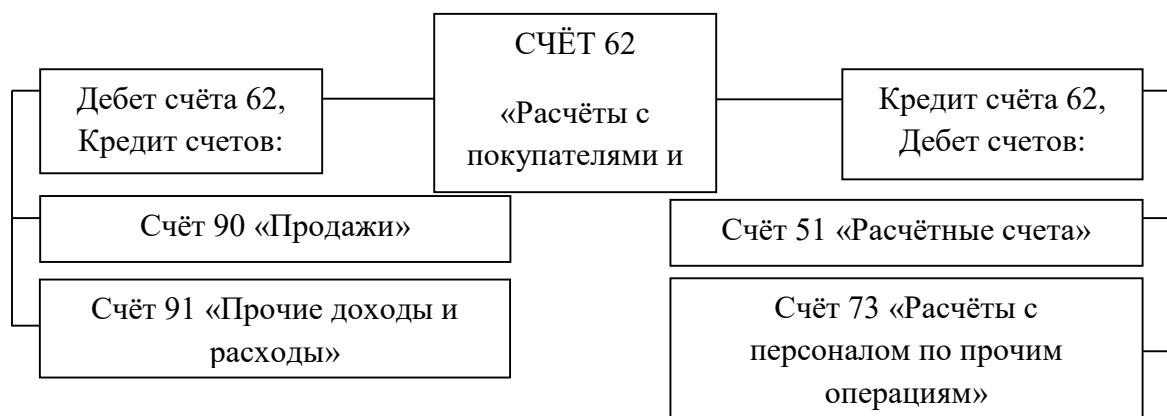 СЧЁТ 62
«Расчёты с
покупателями и
Дебет счёта 62,
Кредит счетов:
Кредит счёта 62,
Дебет счетов:
Счёт 90 «Продажи»
Счёт 91 «Прочие доходы и
расходы»
Счёт 51 «Расчётные счета»
Счёт 73 «Расчёты с
персоналом по прочим
операциям»